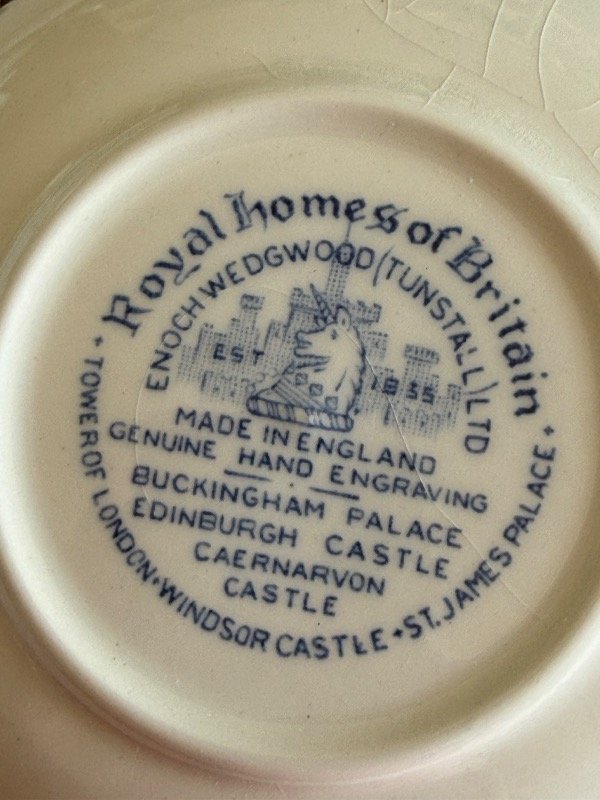 Royal Homes of Britain
ENOCH WEDGWOOD (TUNSTALL) LTD
EST 1835
MADE IN ENGLAND
GENUINE HAND ENGRAVING
BUCKINGHAM PALACE
EDINBURGH CASTLE
CAERNARVON
CASTLE
• TOWER OF LONDON • WINDSOR CASTLE • ST. JAMES PALACE •